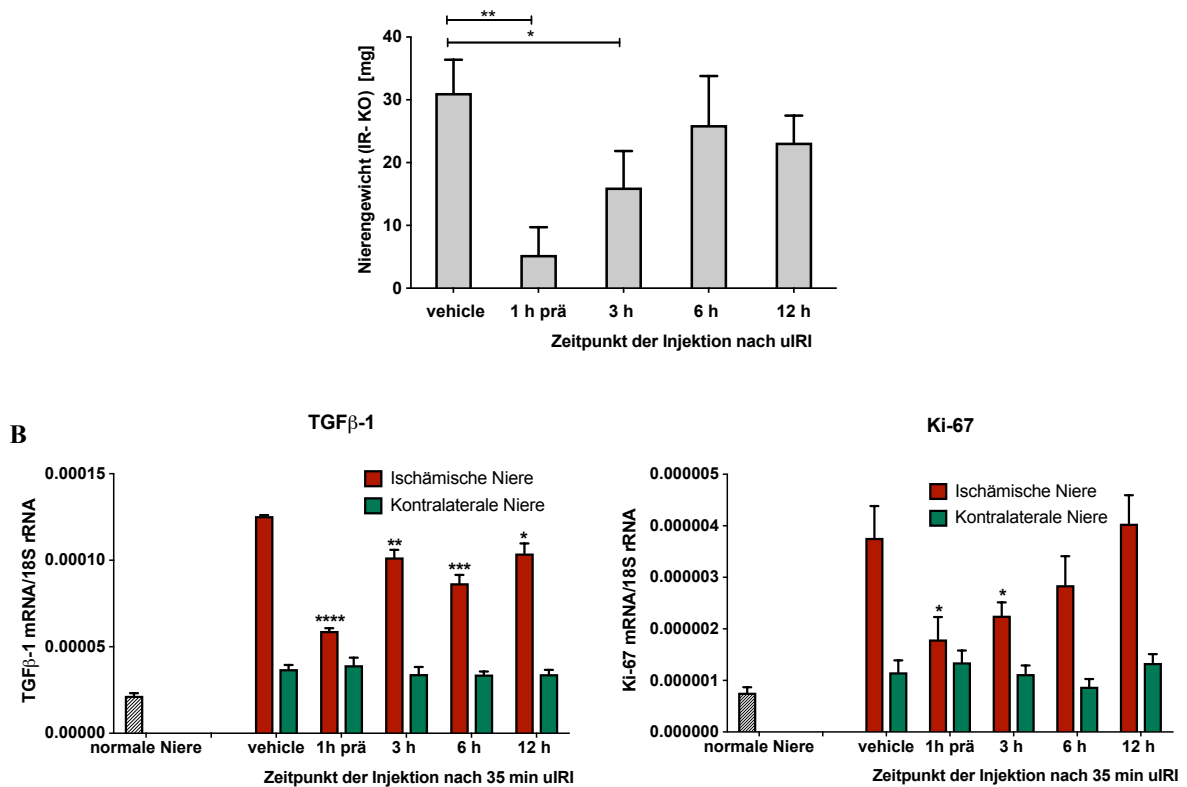 **
*
40
30
20
10
0
Nierengewicht (IR- KO) [mg]
vehicle 1 h prä 3 h 6 h 12 h
Zeitpunkt der Injektion nach uIRI
B
TGFβ-1
0.00015
0.00010
0.00005
0.00000
TGFβ-1 mRNA/18S rRNA
Ischämische Niere
Kontralaterale Niere
****
**
***
*
normale Niere vehicle 1h prä 3 h 6 h 12 h
Zeitpunkt der Injektion nach 35 min uIRI
Ki-67
0.000005
0.000004
0.000003
0.000002
0.000001
0.000000
Ki-67 mRNA/18S rRNA
Ischämische Niere
Kontralaterale Niere
*
*
normale Niere vehicle 1h prä 3 h 6 h 12 h
Zeitpunkt der Injektion nach 35 min uIRI